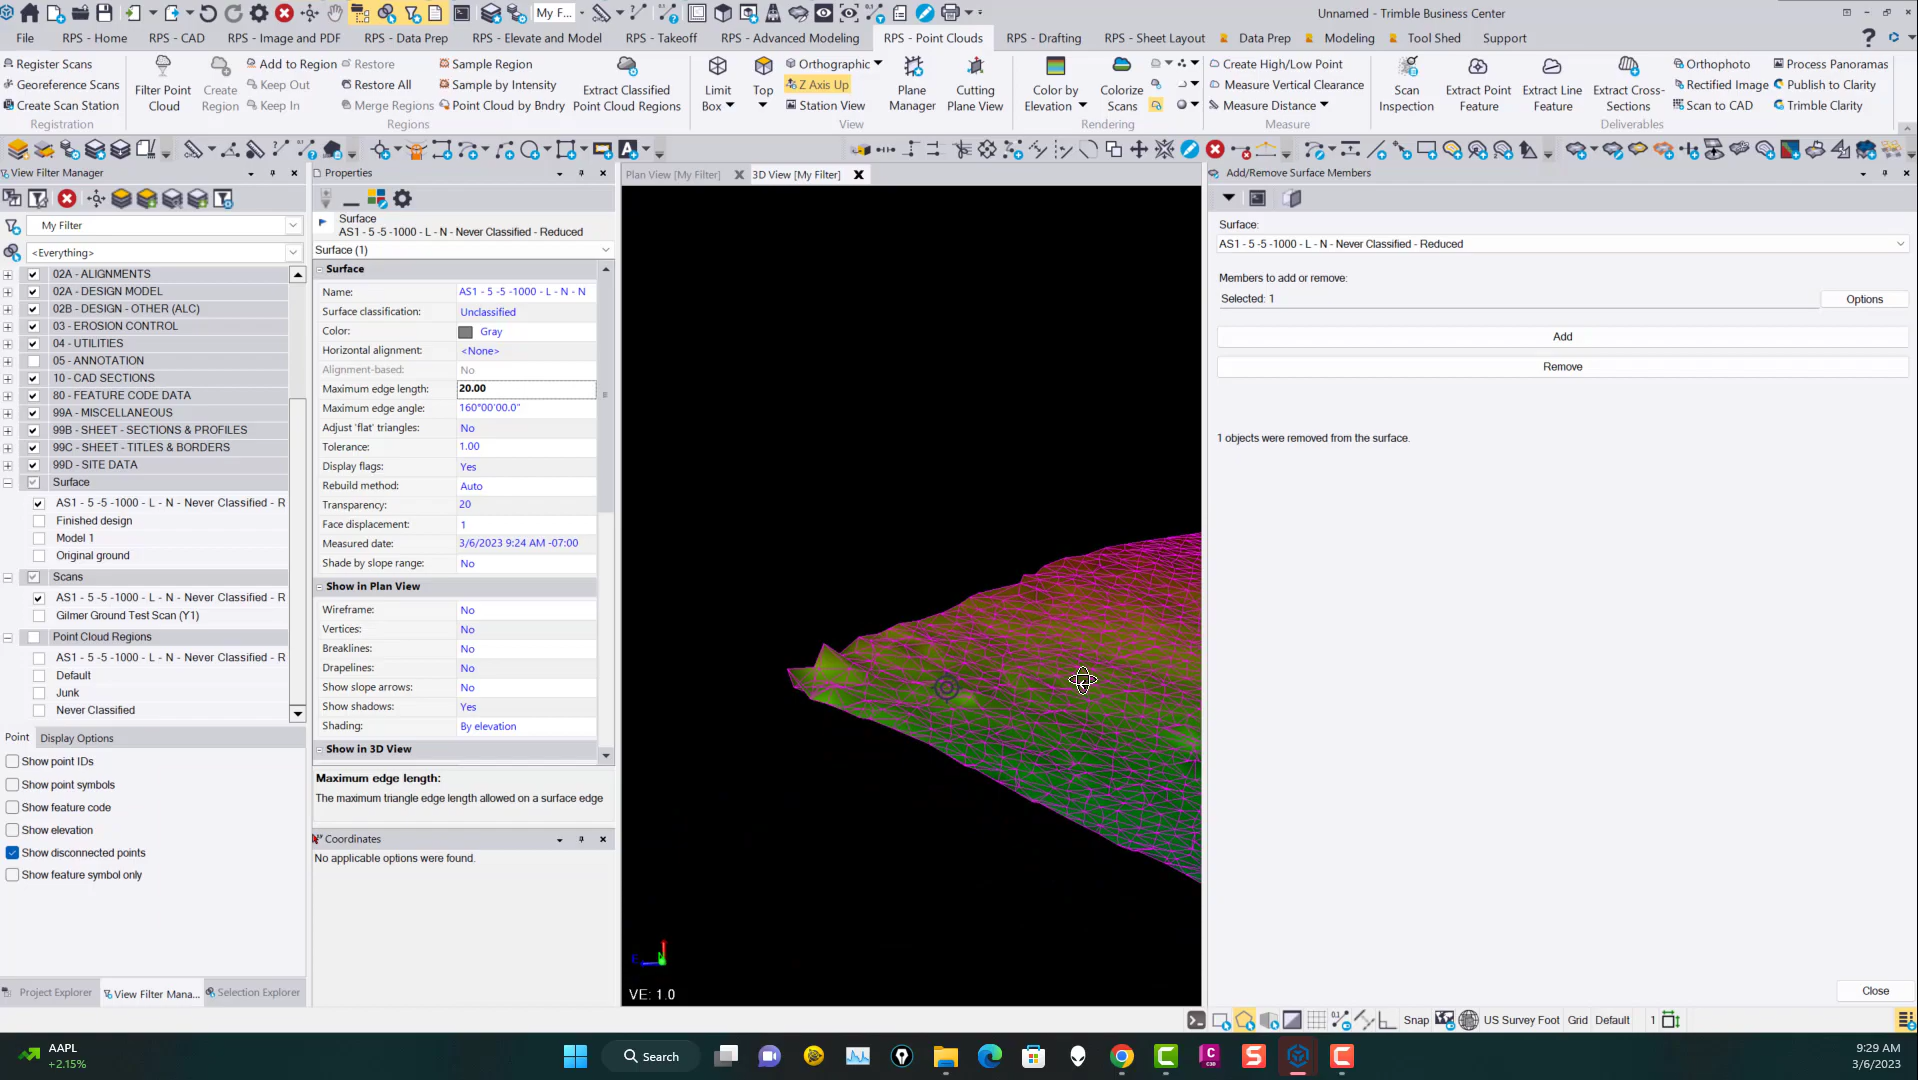 My F...
Unnamed - Trimble Business Center
File
RPS - Home
RPS - CAD
RPS - Image and PDF
RPS - Data Prep
RPS - Elevate and Model
RPS - Takeoff
RPS - Advanced Modeling
RPS - Point Clouds
RPS - Drafting
RPS - Sheet Layout
Data Prep
Modeling
Tool Shed
Support
Register Scans
Georeference Scans
Create Scan Station
Registration
Filter Point
Cloud
Create
Region
Add to Region
Keep Out
Keep In
Restore
Restore All
Merge Regions
Regions
Sample Region
Sample by Intensity
Point Cloud by Bndry
Extract Classified
Point Cloud Regions
Limit
Box
Top
Orthographic
Z Axis Up
Station View
View
Plane
Manager
Cutting
Plane View
Color by
Elevation
Colorize
Scans
Rendering
Create High/Low Point
Measure Vertical Clearance
Measure Distance
Measure
Scan
Inspection
Extract Point
Feature
Extract Line
Feature
Extract Cross-
Sections
Orthophoto
Rectified Image
Scan to CAD
Deliverables
Process Panoramas
Publish to Clarity
Trimble Clarity
View Filter Manager
My Filter
<Everything>
02A - ALIGNMENTS
02A - DESIGN MODEL
02B - DESIGN - OTHER (ALC)
03 - EROSION CONTROL
04 - UTILITIES
05 - ANNOTATION
10 - CAD SECTIONS
80 - FEATURE CODE DATA
99A - MISCELLANEOUS
99B - SHEET - SECTIONS & PROFILES
99C - SHEET - TITLES & BORDERS
99D - SITE DATA
Surface
AS1 - 5 -5 -1000 - L - N - Never Classified - R
Finished design
Model 1
Original ground
Scans
AS1 - 5 -5 -1000 - L - N - Never Classified - R
Gilmer Ground Test Scan (Y1)
Point Cloud Regions
AS1 - 5 -5 -1000 - L - N - Never Classified - R
Default
Junk
Never Classified
Point
Display Options
Show point IDs
Show point symbols
Show feature code
Show elevation
Show disconnected points
Show feature symbol only
Project Explorer
View Filter Mana...
Selection Explorer
Properties
Surface
AS1 - 5 -5 -1000 - L - N - Never Classified - Reduced
Surface (1)
Surface
Name: AS1 - 5 -5 -1000 - L - N - N
Surface classification: Unclassified
Color: Gray
Horizontal alignment: <None>
Alignment-based: No
Maximum edge length: 20.00
Maximum edge angle: 160°00'00.0"
Adjust 'flat' triangles: No
Tolerance: 1.00
Display flags: Yes
Rebuild method: Auto
Transparency: 20
Face displacement: 1
Measured date: 3/6/2023 9:24 AM -07:00
Shade by slope range: No
Show in Plan View
Wireframe: No
Vertices: No
Breaklines: No
Drapelines: No
Show slope arrows: No
Show shadows: Yes
Shading: By elevation
Show in 3D View
Maximum edge length:
The maximum triangle edge length allowed on a surface edge
Coordinates
No applicable options were found.
Plan View [My Filter]
3D View [My Filter]
E
VE: 1.0
Add/Remove Surface Members
Surface:
AS1 - 5 -5 -1000 - L - N - Never Classified - Reduced
Members to add or remove:
Selected: 1
Options
Add
Remove
1 objects were removed from the surface.
Close
Snap
US Survey Foot
Grid
Default
1
AAPL
+2.15%
Search
9:29 AM
3/6/2023